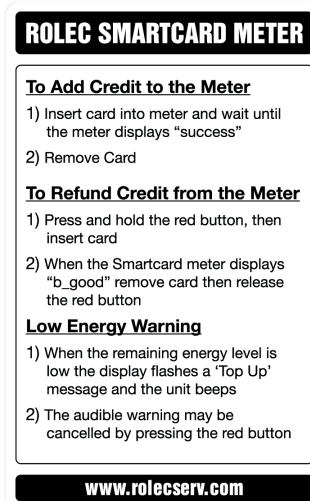 ROLEC SMARTCARD METER
To Add Credit to the Meter
1) Insert card into meter and wait until
the meter displays “success”
2) Remove Card
To Refund Credit from the Meter
1) Press and hold the red button, then
insert card
2) When the Smartcard meter displays
“b_good” remove card then release
the red button
Low Energy Warning
1) When the remaining energy level is
low the display flashes a ‘Top Up’
message and the unit beeps
2) The audible warning may be
cancelled by pressing the red button
www.rolecserv.com